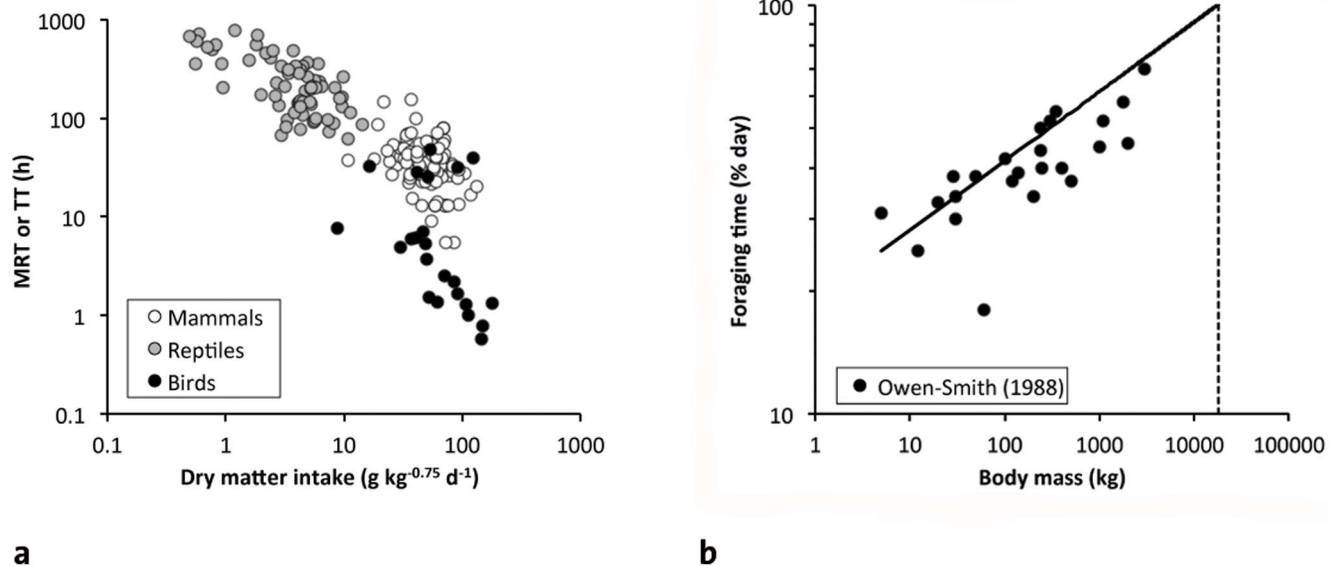 1000
100
10
1
0.1
MRT or TT (h)
Mammals
Reptiles
Birds
0.1 1 10 100 1000
Dry matter intake (g kg-0.75 d-1)
a
100
10
Foraging time (% day)
Owen-Smith (1988)
1 10 100 1000 10000 100000
Body mass (kg)
b